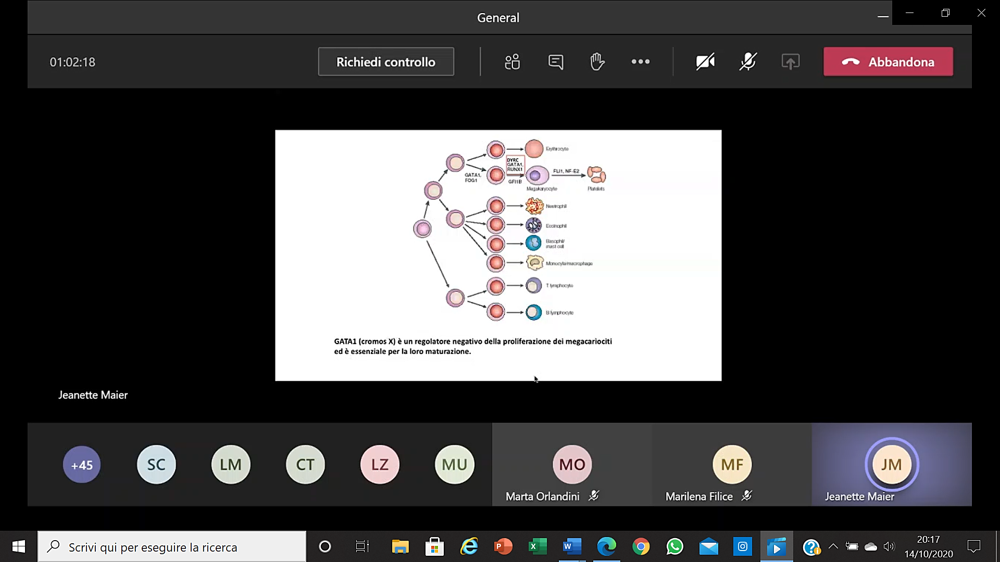 General
01:02:18
Richiedi controllo
Abbandona
Erythrocyte
DYRC
GATA1,
RUNX1
GATA1,
FOG1
GFI1B
FLI1, NF-E2
Megakaryocyte
Platelets
Neutrophil
Eosinophil
Basophil/
mast cell
Monocyte/macrophage
T lymphocyte
B lymphocyte
GATA1 (cromos X) è un regolatore negativo della proliferazione dei megacariociti
ed è essenziale per la loro maturazione.
Jeanette Maier
+45
SC
LM
CT
LZ
MU
MO
MF
JM
Marta Orlandini
Marilena Filice
Jeanette Maier
Scrivi qui per eseguire la ricerca
20:17
14/10/2020